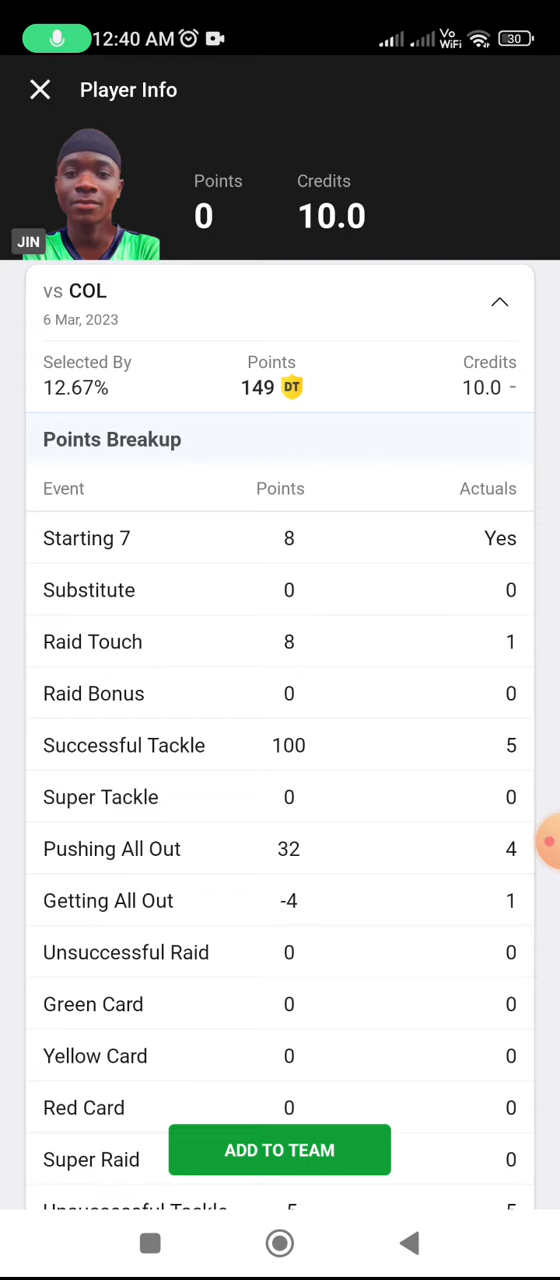 12:40 AM Vo WiFi 30
Player Info
Points Credits
0 10.0
JIN
vs COL
6 Mar, 2023
Selected By Points Credits
12.67% 149 DT 10.0 -
Points Breakup
Event Points Actuals
Starting 7 8 Yes
Substitute 0 0
Raid Touch 8 1
Raid Bonus 0 0
Successful Tackle 100 5
Super Tackle 0 0
Pushing All Out 32 4
Getting All Out -4 1
Unsuccessful Raid 0 0
Green Card 0 0
Yellow Card 0 0
Red Card 0 0
ADD TO TEAM
Super Raid 0
Unsuccessful Tackle 5 5